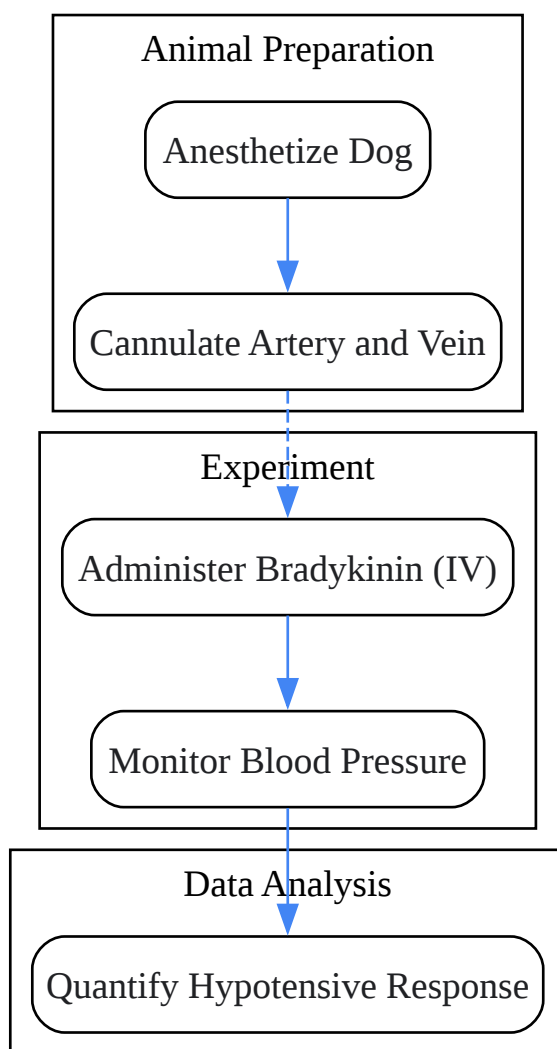 Animal Preparation
Anesthetize Dog
Cannulate Artery and Vein
Experiment
Administer Bradykinin (IV)
Monitor Blood Pressure
Data Analysis
Quantify Hypotensive Response